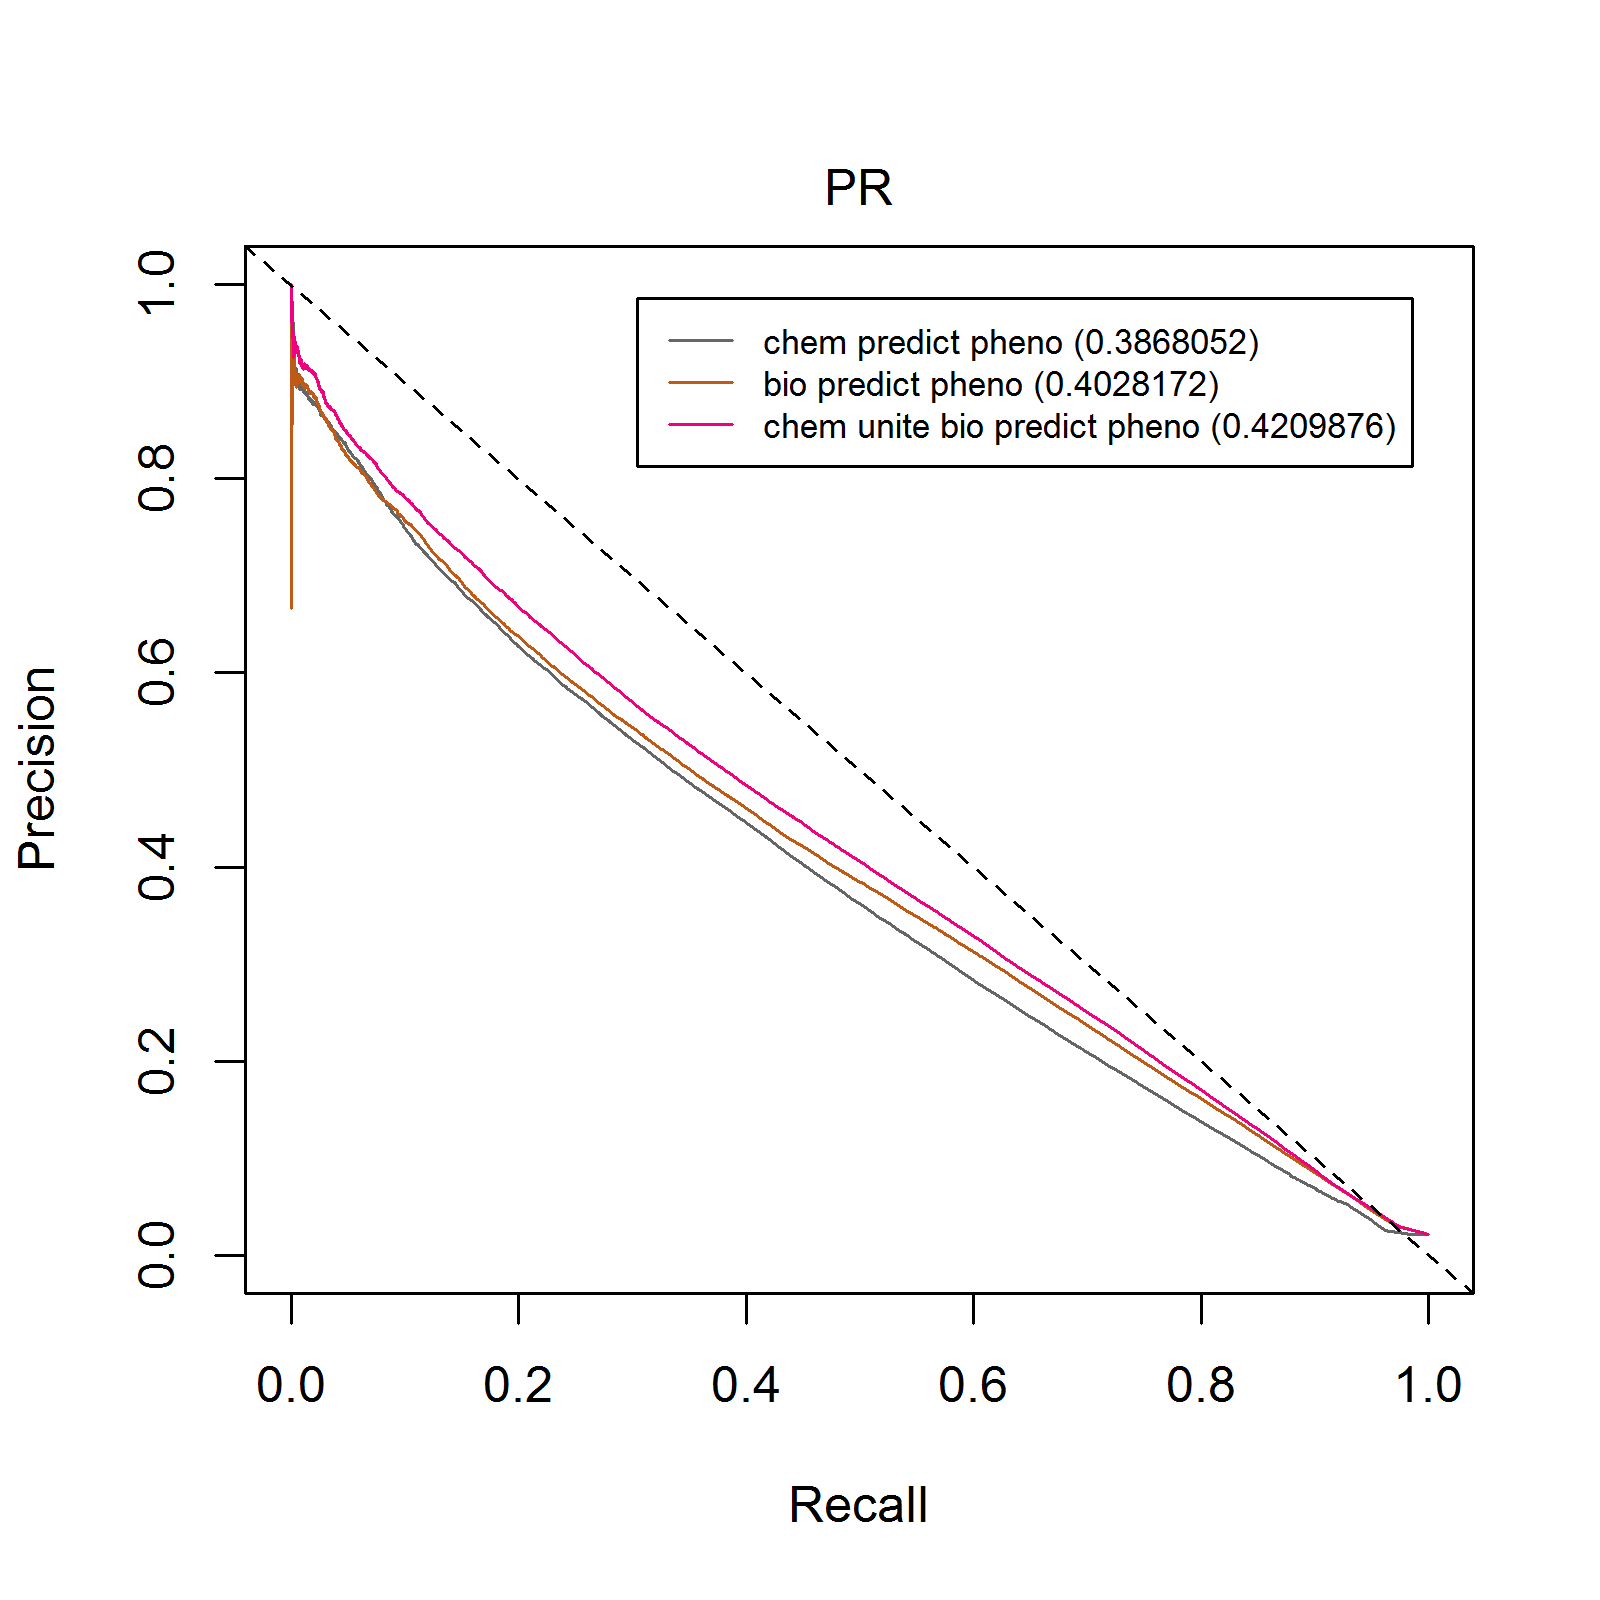 PR
chem predict pheno (0.3868052)
bio predict pheno (0.4028172)
chem unite bio predict pheno (0.4209876)
Precision
1.0
0.8
0.6
0.4
0.2
0.0
0.0 0.2 0.4 0.6 0.8 1.0
Recall